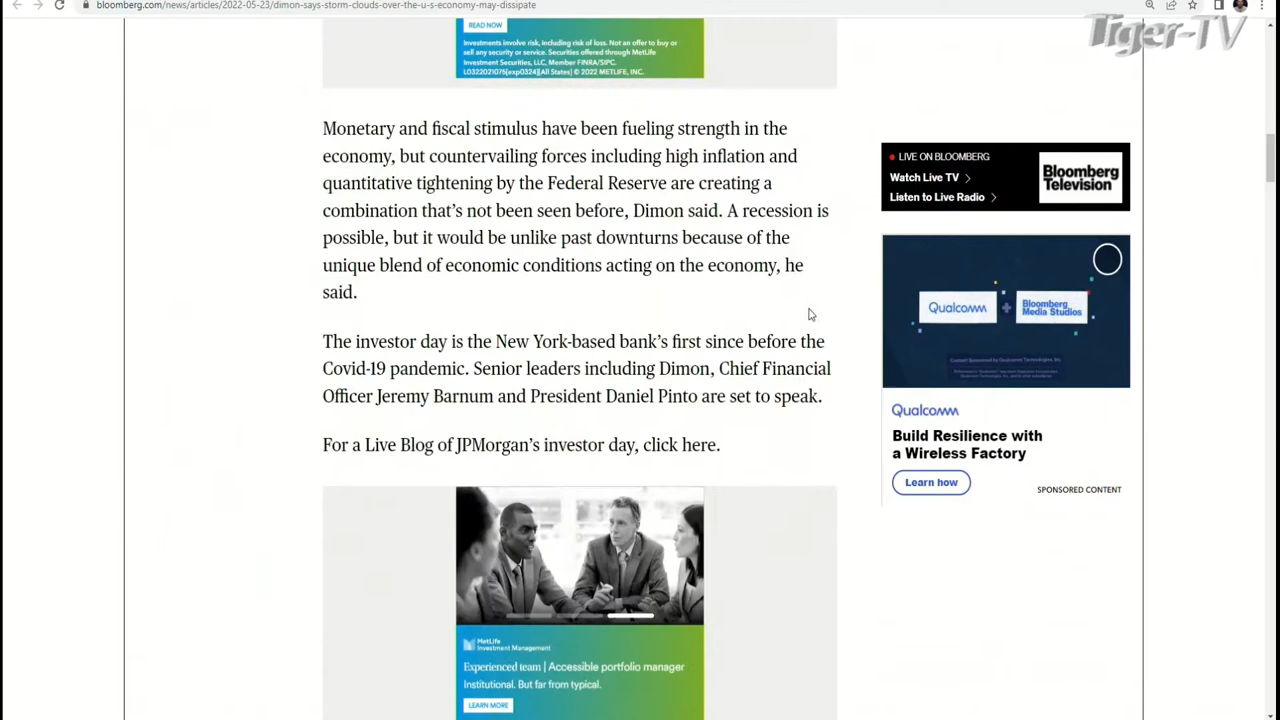 bloomberg.com/news/articles/2022-05-23/dimon-says-storm-clouds-over-the-u-s-economy-may-dissipate
Tiger-TV
READ NOW
Investments involve risk, including risk of loss. Not an offer to buy or
sell any security or service. Securities offered through MetLife
Investment Securities, LLC, Member FINRA/SIPC.
L0322021075[exp0324][All States] © 2022 METLIFE, INC.
Monetary and fiscal stimulus have been fueling strength in the
economy, but countervailing forces including high inflation and
quantitative tightening by the Federal Reserve are creating a
combination that's not been seen before, Dimon said. A recession is
possible, but it would be unlike past downturns because of the
unique blend of economic conditions acting on the economy, he
said.
The investor day is the New York-based bank's first since before the
Covid-19 pandemic. Senior leaders including Dimon, Chief Financial
Officer Jeremy Barnum and President Daniel Pinto are set to speak.
For a Live Blog of JPMorgan's investor day, click here.
MetLife
Investment Management
Experienced team | Accessible portfolio manager
Institutional. But far from typical.
LEARN MORE
LIVE ON BLOOMBERG
Watch Live TV
Listen to Live Radio
Bloomberg
Television
Qualcomm + Bloomberg
Media Studios
Content Sponsored by Qualcomm Technologies, Inc.
Qualcomm
Build Resilience with
a Wireless Factory
Learn how
SPONSORED CONTENT